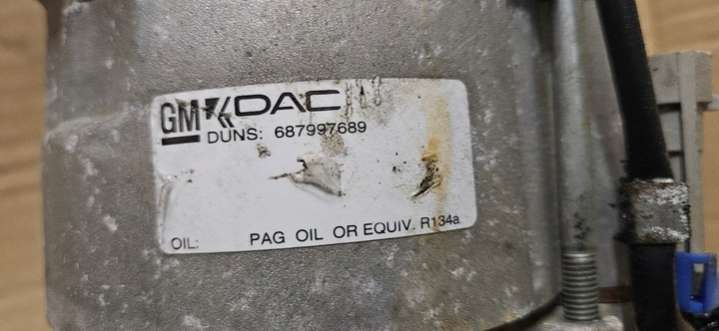 GM DAC
DUNS: 687997689
OIL: PAG OIL OR EQUIV. R134a